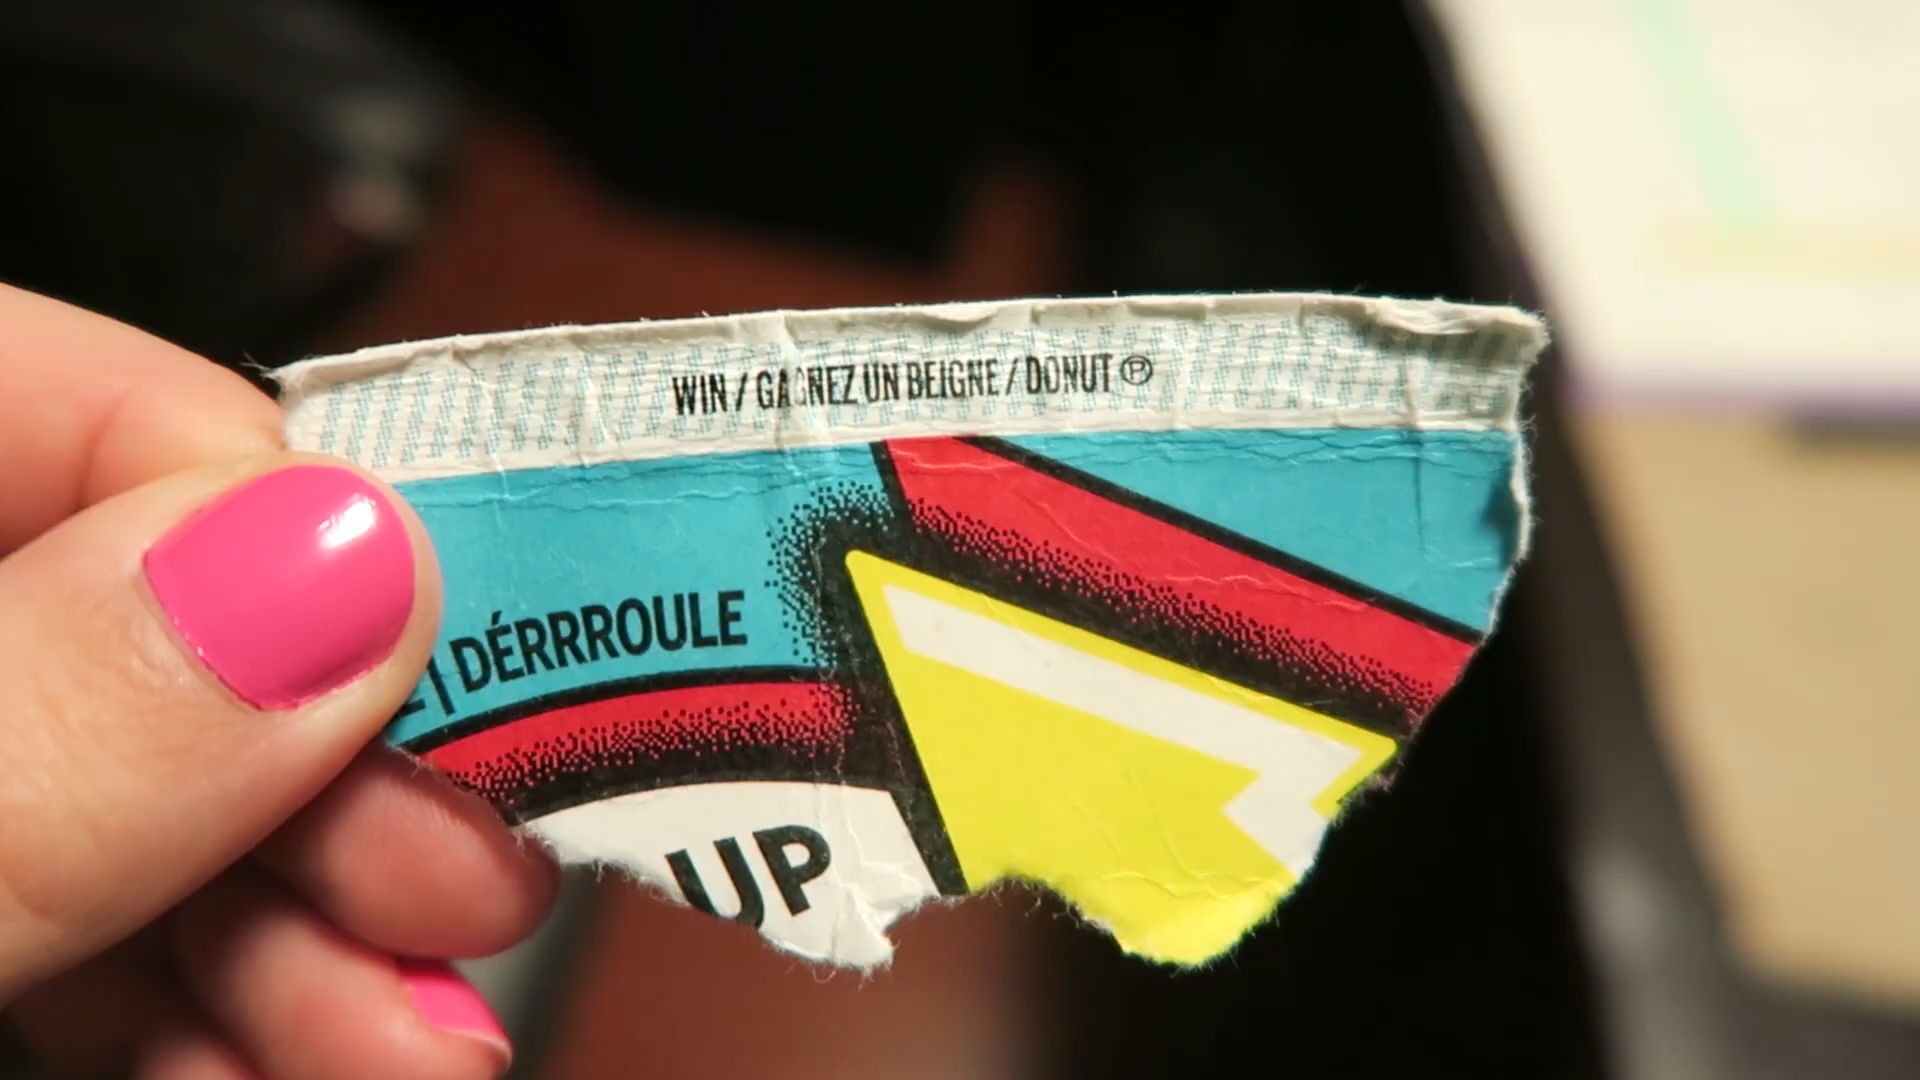 WIN / GAGNEZ UN BEIGNE / DONUT Ⓟ
| DÉRRROULE
UP